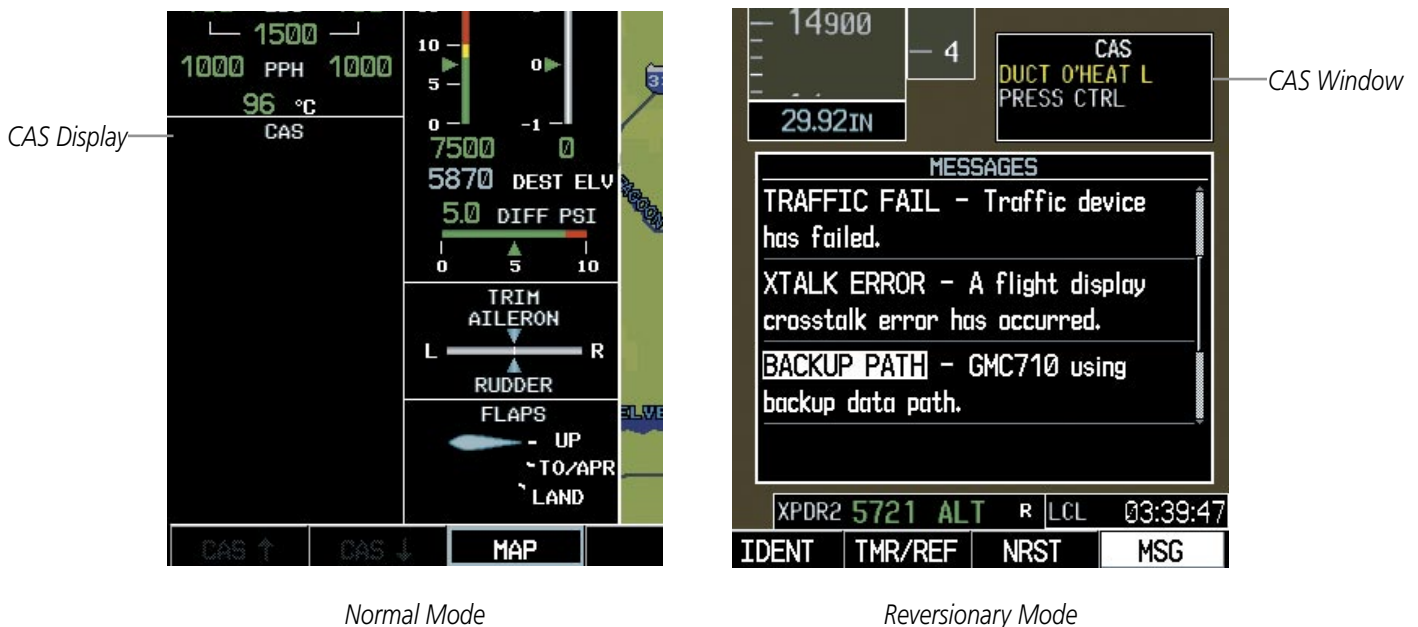 1500
1000 PPH 1000
96 °C
CAS
CAS Display
10
5
0
0
-1
7500 0
5870 DEST ELV
5.0 DIFF PSI
0 5 10
TRIM
AILERON
L R
RUDDER
FLAPS
UP
TO/APR
LAND
CAS ↑ CAS ↓ MAP
Normal Mode
14900
4
29.92IN
CAS
DUCT O'HEAT L
PRESS CTRL
CAS Window
MESSAGES
TRAFFIC FAIL – Traffic device
has failed.
XTALK ERROR – A flight display
crosstalk error has occurred.
BACKUP PATH – GMC710 using
backup data path.
XPDR2 5721 ALT R LCL 03:39:47
IDENT TMR/REF NRST MSG
Reversionary Mode